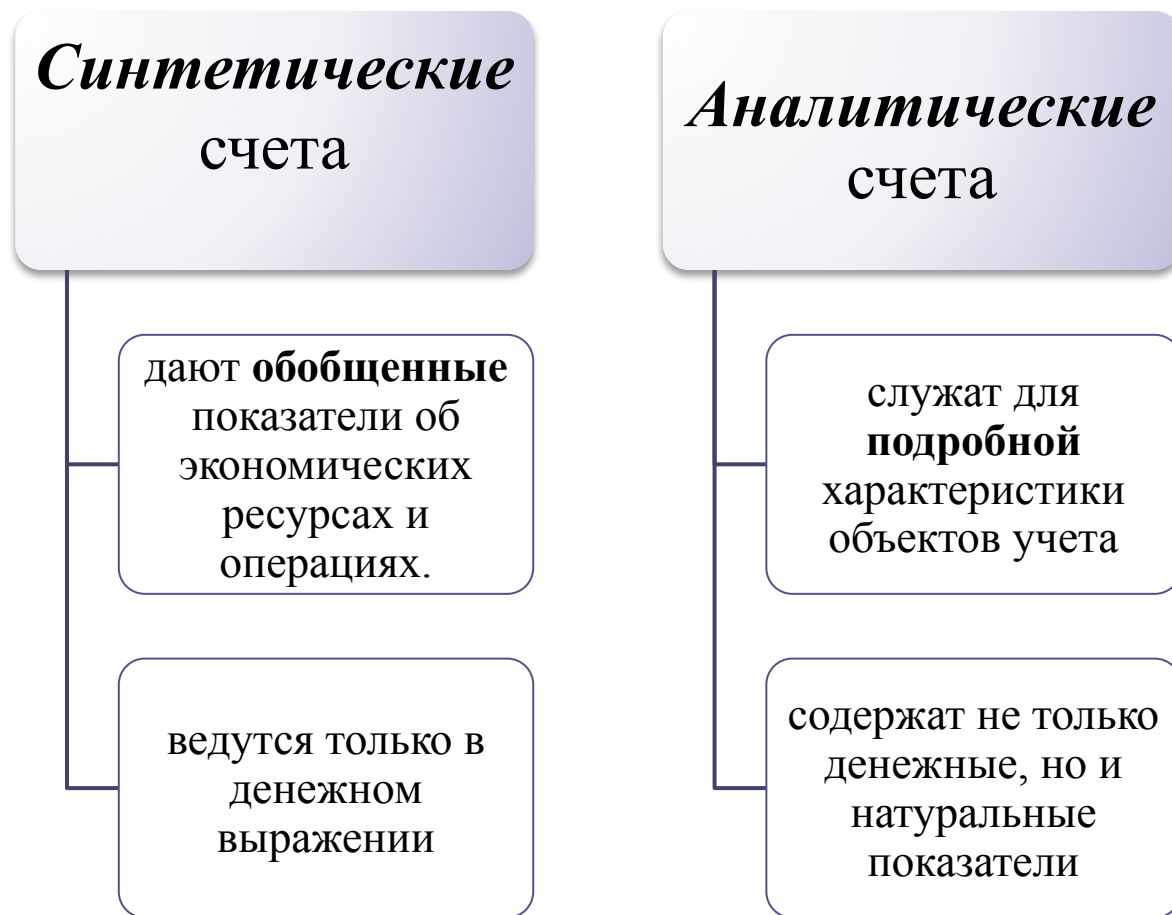 Синтетические
счета
дают обобщенные
показатели об
экономических
ресурсах и
операциях.
ведутся только в
денежном
выражении
Аналитические
счета
служат для
подробной
характеристики
объектов учета
содержат не только
денежные, но и
натуральные
показатели